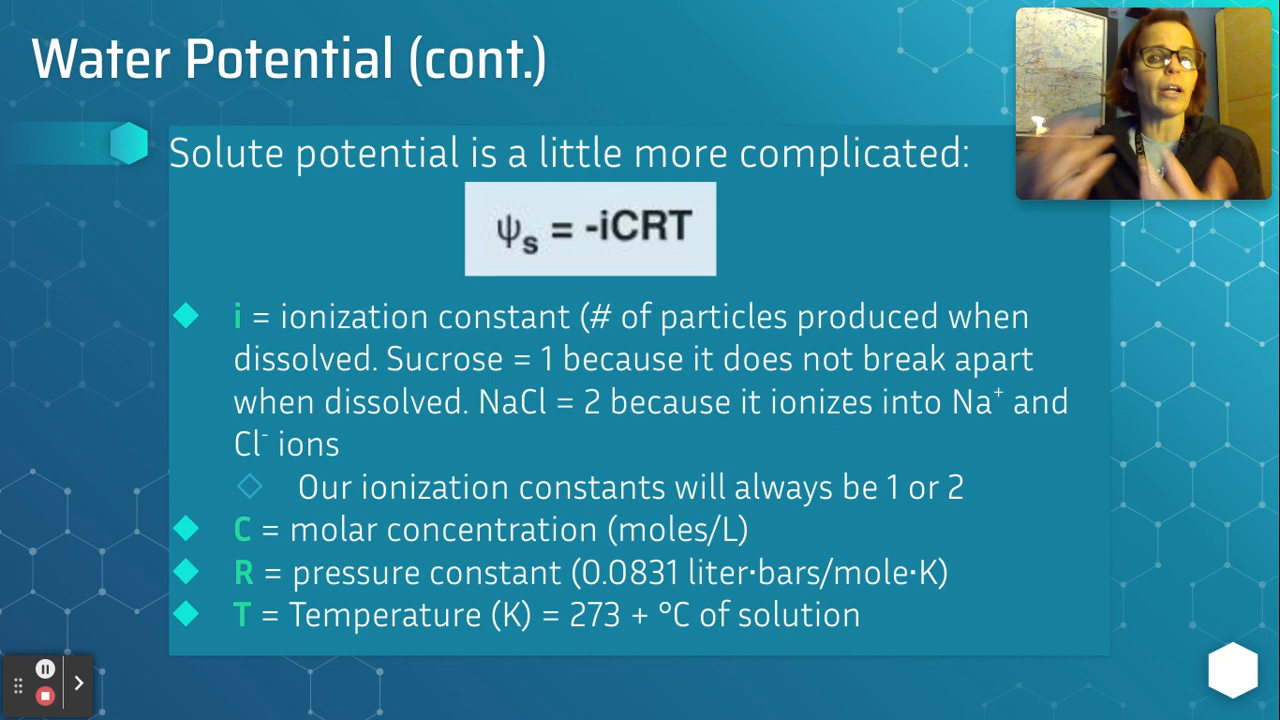 Water Potential (cont.)
Solute potential is a little more complicated:
ψs = -iCRT
i = ionization constant (# of particles produced when
dissolved. Sucrose = 1 because it does not break apart
when dissolved. NaCl = 2 because it ionizes into Na⁺ and
Cl⁻ ions
Our ionization constants will always be 1 or 2
C = molar concentration (moles/L)
R = pressure constant (0.0831 liter·bars/mole·K)
T = Temperature (K) = 273 + °C of solution